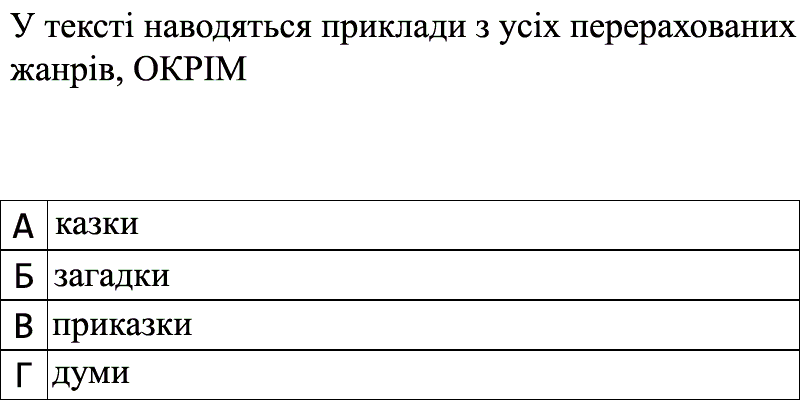 У тексті наводяться приклади з усіх перерахованих
жанрів, ОКРІМ
А казки
Б загадки
В приказки
Г думи